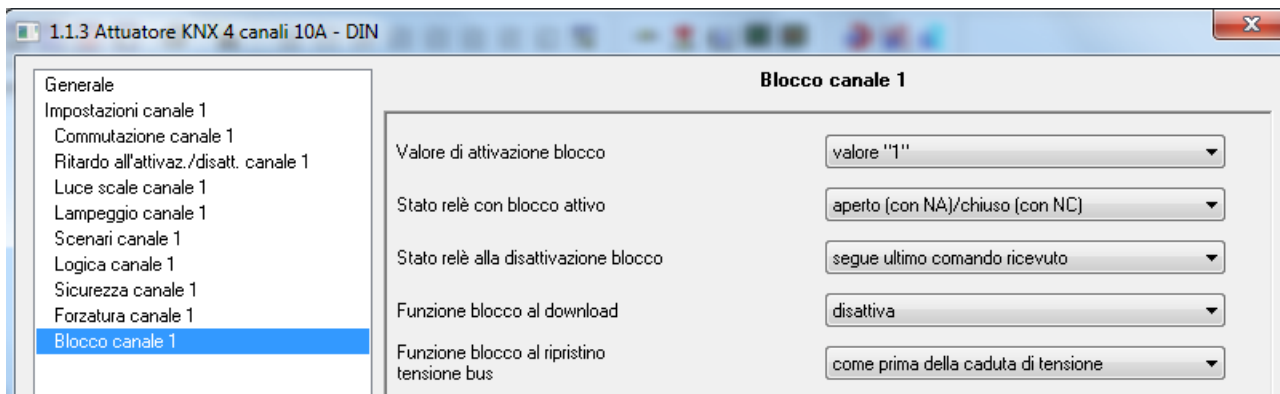 1.1.3 Attuatore KNX 4 canali 10A - DIN
Generale
Impostazioni canale 1
Commutazione canale 1
Ritardo all'attivaz./disatt. canale 1
Luce scale canale 1
Lampeggio canale 1
Scenari canale 1
Logica canale 1
Sicurezza canale 1
Forzatura canale 1
Blocco canale 1
Blocco canale 1
Valore di attivazione blocco
valore "1"
Stato relè con blocco attivo
aperto (con NA)/chiuso (con NC)
Stato relè alla disattivazione blocco
segue ultimo comando ricevuto
Funzione blocco al download
disattiva
Funzione blocco al ripristino
tensione bus
come prima della caduta di tensione